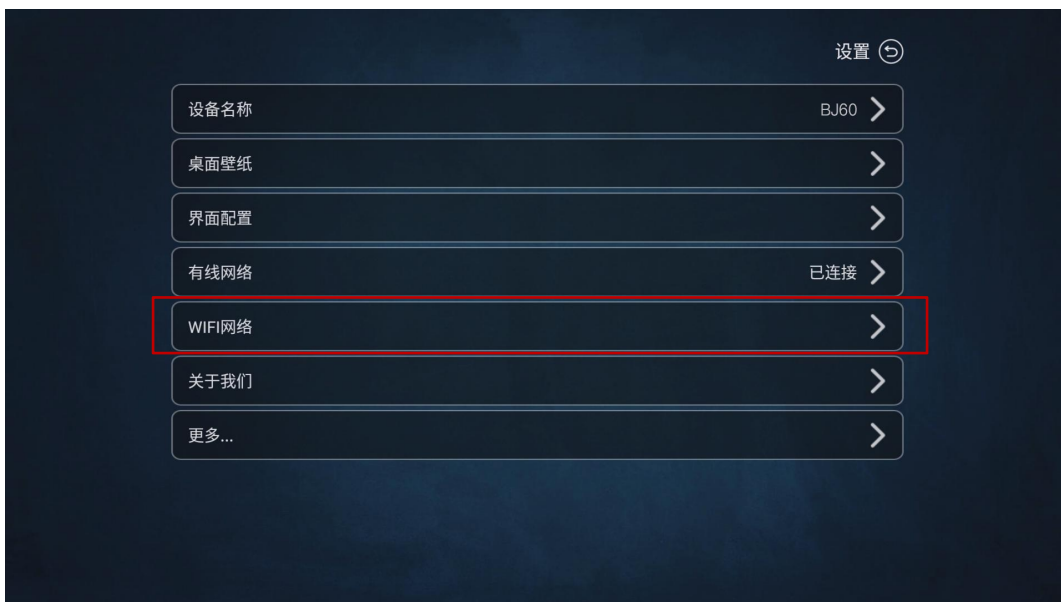 设置
设备名称 BJ60
桌面壁纸
界面配置
有线网络 已连接
WIFI网络
关于我们
更多...